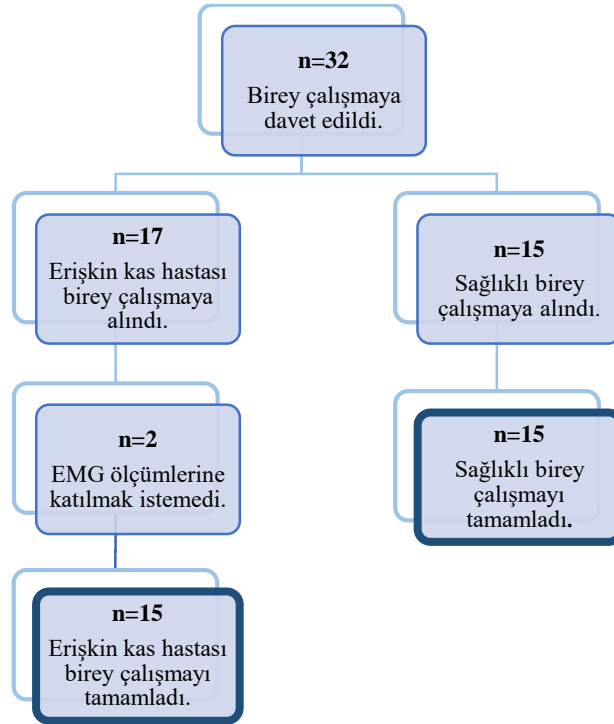 n=32
Birey çalışmaya
davet edildi.
n=17
Erişkin kas hastası
birey çalışmaya
alındı.
n=15
Sağlıklı birey
çalışmaya alındı.
n=2
EMG ölçümlerine
katılmak istemedi.
n=15
Sağlıklı birey
çalışmayı
tamamladı.
n=15
Erişkin kas hastası
birey çalışmayı
tamamladı.